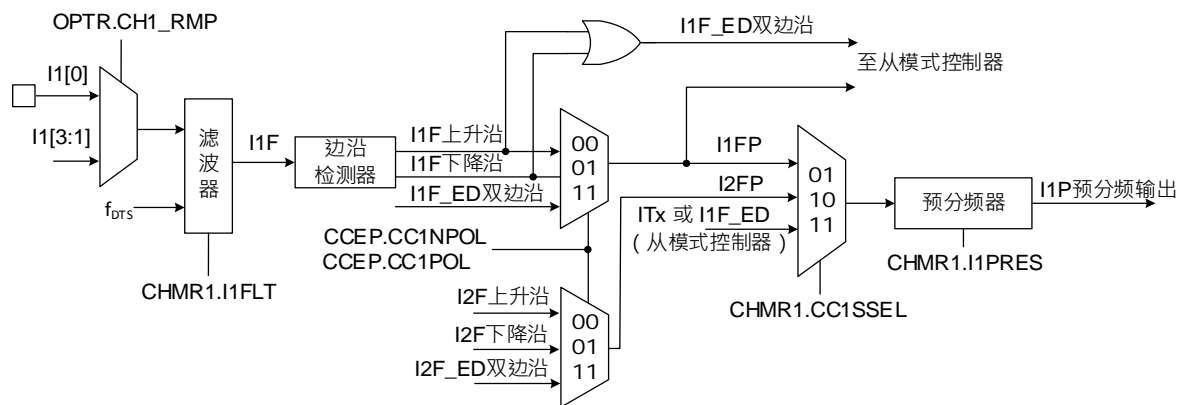 OPTR.CH1_RMP
I1[0]
I1[3:1]
fDTS
滤波器
CHMR1.I1FLT
I1F
边沿检测器
I1F上升沿
I1F下降沿
I1F_ED双边沿
00
01
11
I1F_ED双边沿
至从模式控制器
CCEP.CC1NPOL
CCEP.CC1POL
I2F上升沿
I2F下降沿
I2F_ED双边沿
00
01
11
I1FP
I2FP
ITx 或 I1F_ED
(从模式控制器)
01
10
11
CHMR1.CC1SSEL
预分频器
CHMR1.I1PRES
I1P预分频输出